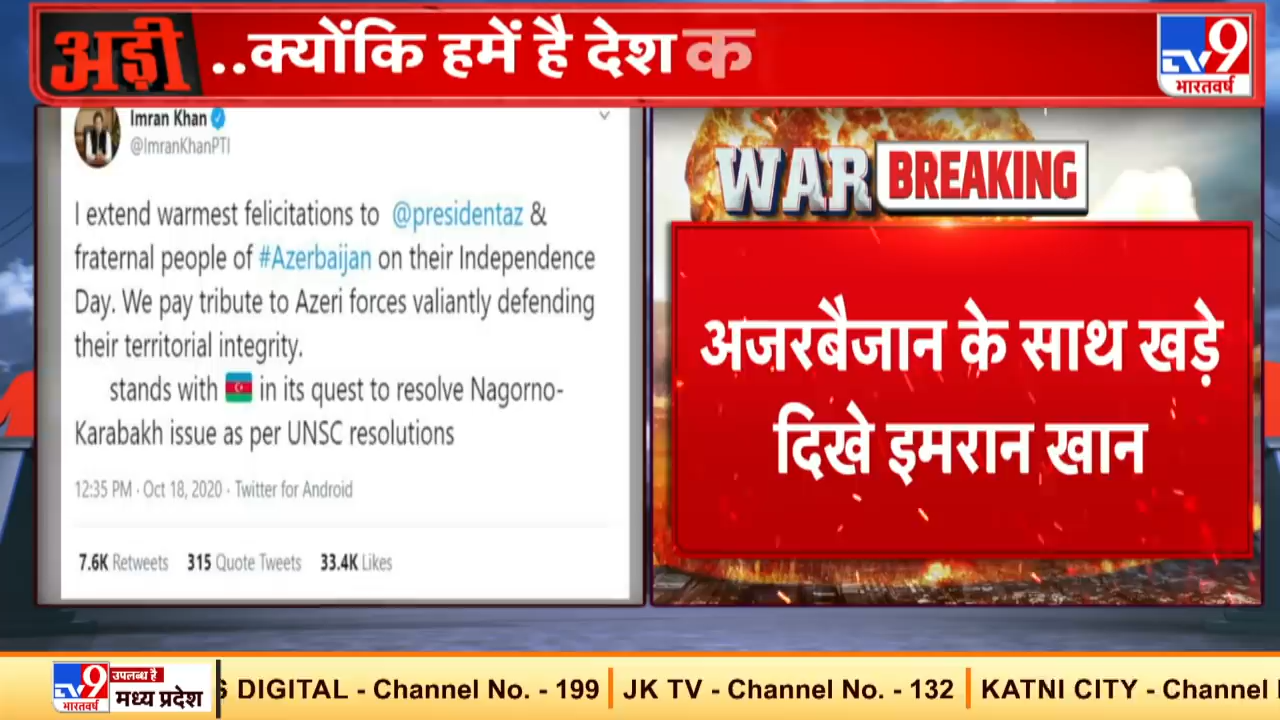 अड़ी
..क्योंकि हमें है देश क
TV9
भारतवर्ष
Imran Khan
@ImranKhanPTI
I extend warmest felicitations to @presidentaz &
fraternal people of #Azerbaijan on their Independence
Day. We pay tribute to Azeri forces valiantly defending
their territorial integrity.
stands with in its quest to resolve Nagorno-
Karabakh issue as per UNSC resolutions
12:35 PM · Oct 18, 2020 · Twitter for Android
7.6K Retweets 315 Quote Tweets 33.4K Likes
WAR BREAKING
अजरबैजान के साथ खड़े
दिखे इमरान खान
TV9
भारतवर्ष
उपलब्ध है
मध्य प्रदेश
DIGITAL - Channel No. - 199 | JK TV - Channel No. - 132 | KATNI CITY - Channel